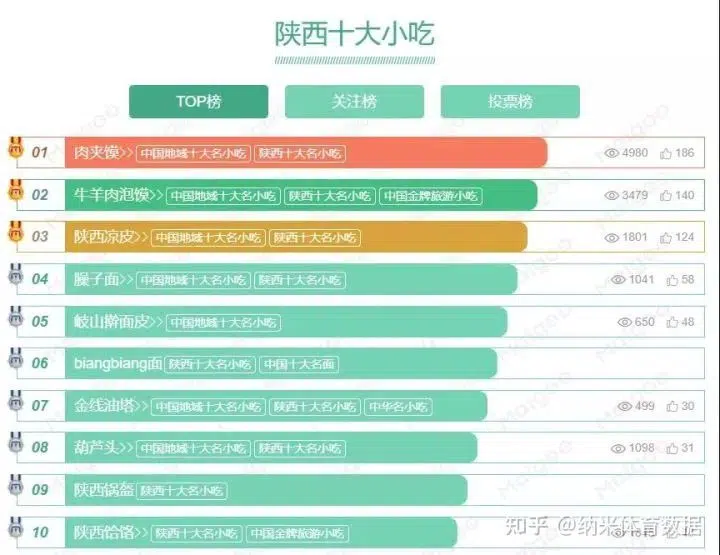 陕西十大小吃
TOP榜 关注榜 投票榜
01 肉夹馍>> 中国地域十大名小吃 陕西十大名小吃 4980 186
02 牛羊肉泡馍>> 中国地域十大名小吃 陕西十大名小吃 中国金牌旅游小吃 3479 140
03 陕西凉皮>> 中国地域十大名小吃 陕西十大名小吃 1801 124
04 臊子面>> 中国地域十大名小吃 陕西十大名小吃 1041 58
05 岐山擀面皮>> 中国地域十大名小吃 650 48
06 biangbiang面 陕西十大名小吃 中国十大名面
07 金线油塔>> 中国地域十大名小吃 陕西十大名小吃 中华名小吃 499 30
08 葫芦头>> 中国地域十大名小吃 陕西十大名小吃 1098 31
09 陕西锅盔 陕西十大名小吃
10 陕西饸饹>> 陕西十大名小吃 中国金牌旅游小吃
知乎 @纳米体育数据
Maigoo